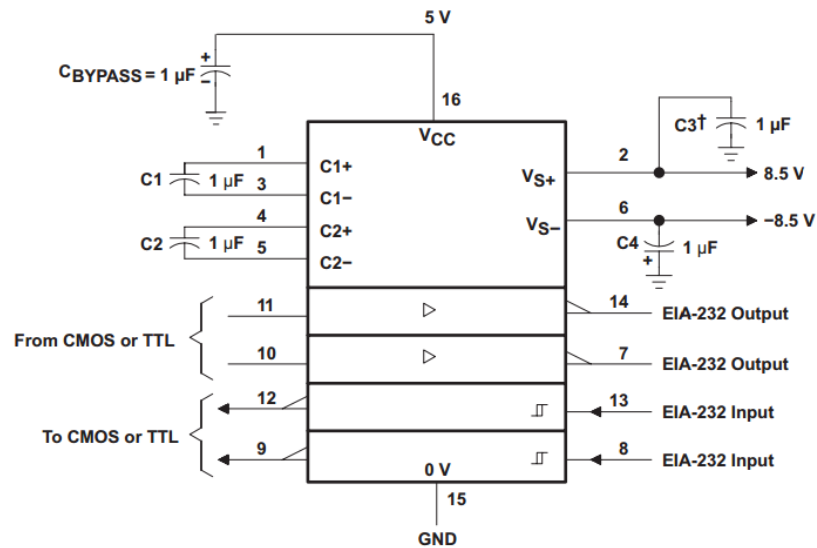 5 V
+
CBYPASS = 1 µF
−
16
VCC
C3†
1 µF
1
C1+
C1
1 µF
3
C1−
2
VS+
8.5 V
4
C2+
C2
1 µF
5
C2−
6
VS−
−8.5 V
C4
1 µF
+
11
14
EIA-232 Output
From CMOS or TTL
10
7
EIA-232 Output
12
13
EIA-232 Input
To CMOS or TTL
9
8
EIA-232 Input
0 V
15
GND